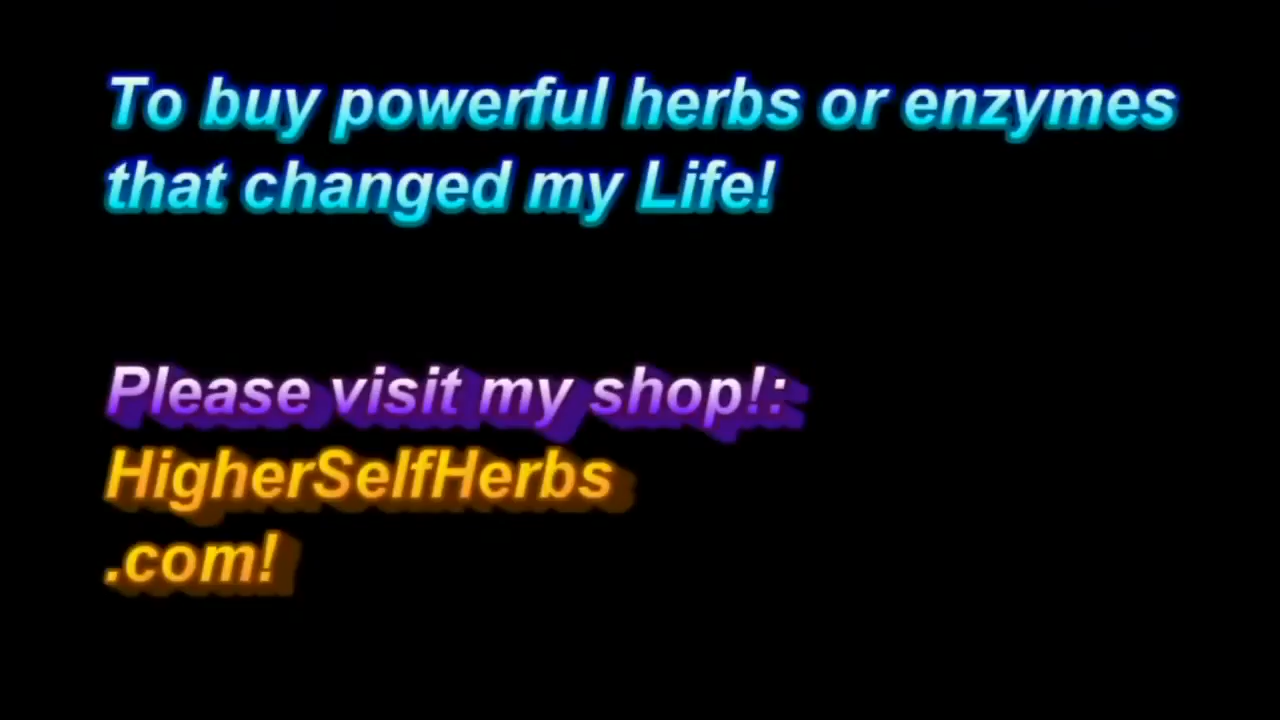 To buy powerful herbs or enzymes
that changed my Life!
Please visit my shop!:
HigherSelfHerbs
.com!